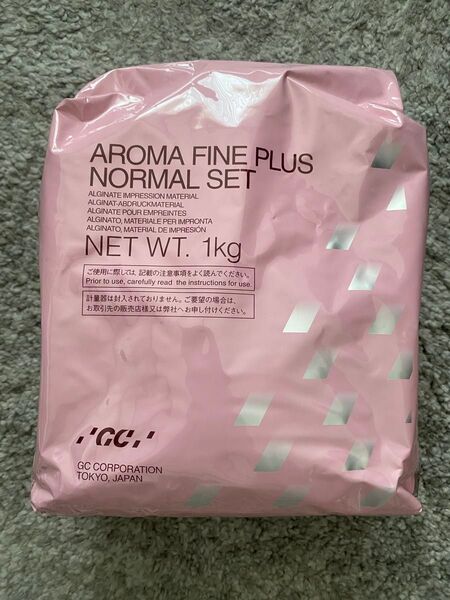 AROMA FINE PLUS
NORMAL SET
ALGINATE IMPRESSION MATERIAL
ALGINAT-ABDRUCKMATERIAL
ALGINATE POUR EMPREINTES
ALGINATO, MATERIALE PER IMPRONTA
ALGINATO, MATERIAL DE IMPRESIÓN
NET WT. 1kg
ご使用に際しては、記載の注意事項をよく読んでください。
Prior to use, carefully read the instructions for use.
計量器は封入されておりません。ご要望の場合は、
お取引先の販売店様又は弊社へお申し付けください。
GC
GC CORPORATION
TOKYO, JAPAN